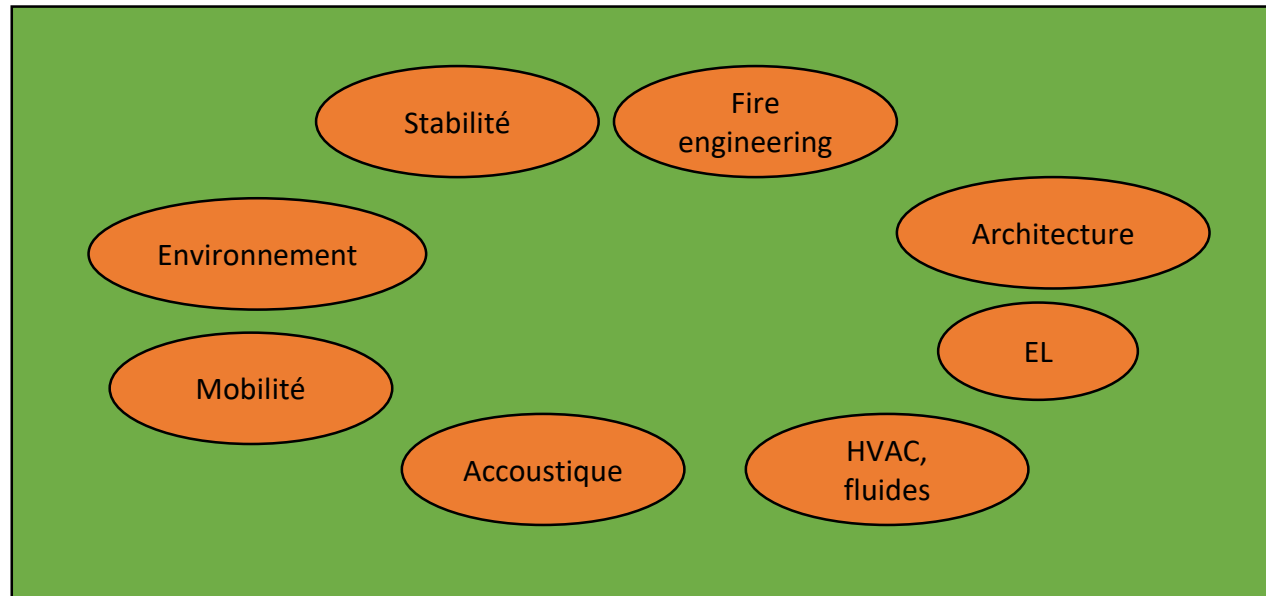 Stabilité
Fire
engineering
Architecture
Environnement
EL
Mobilité
Accoustique
HVAC,
fluides